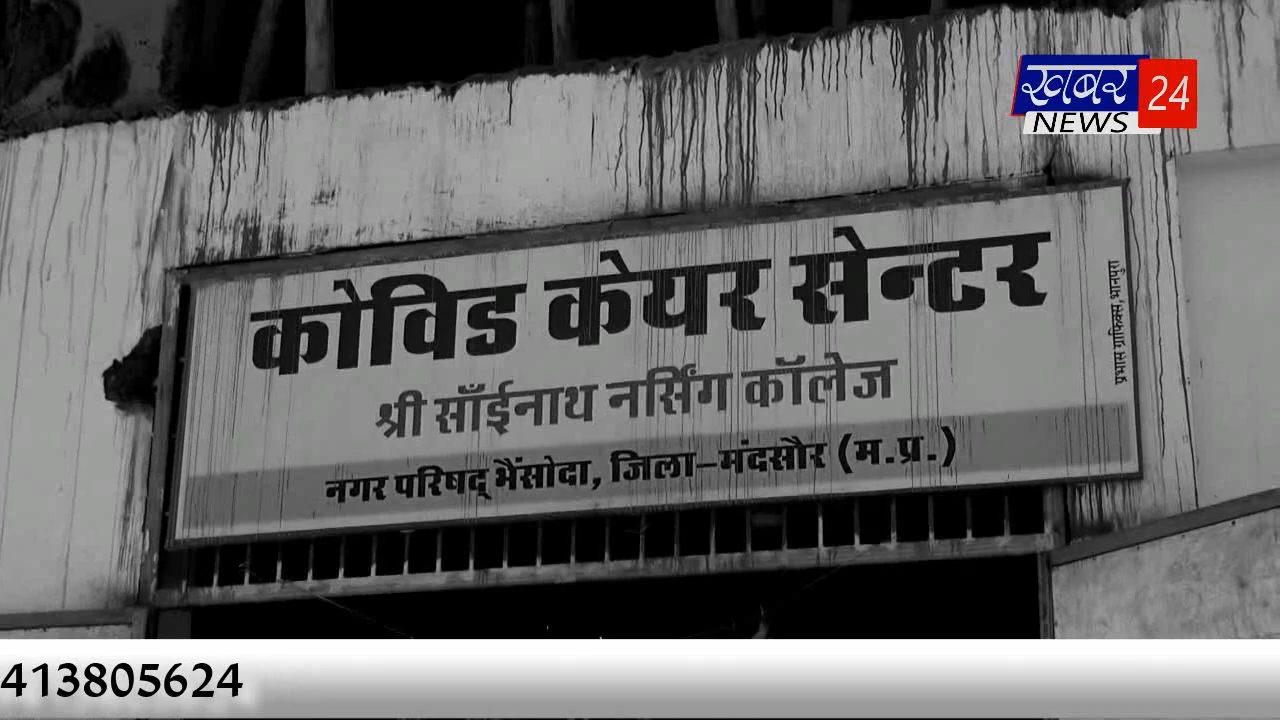 खबर 24
NEWS
कोविड केयर सेन्टर
श्री साँईनाथ नर्सिंग कॉलेज
नगर परिषद् भैंसोदा, जिला-मंदसौर (म.प्र.)
413805624